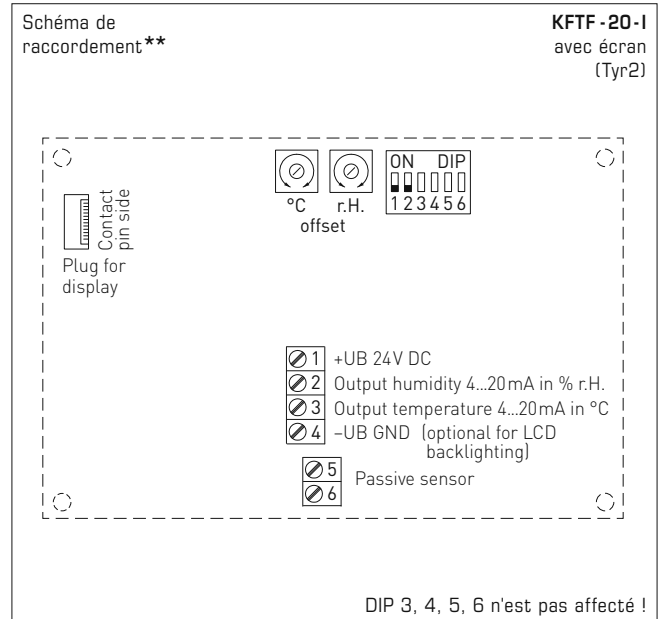 Schéma de
raccordement**
KFTF - 20 - I
avec écran
(Tyr2)
ON DIP
1 2 3 4 5 6
°C r.H.
offset
Contact
pin side
Plug for
display
1 +UB 24V DC
2 Output humidity 4...20mA in % r.H.
3 Output temperature 4...20mA in °C
4 –UB GND (optional for LCD
backlighting)
5
Passive sensor
6
DIP 3, 4, 5, 6 n'est pas affecté !